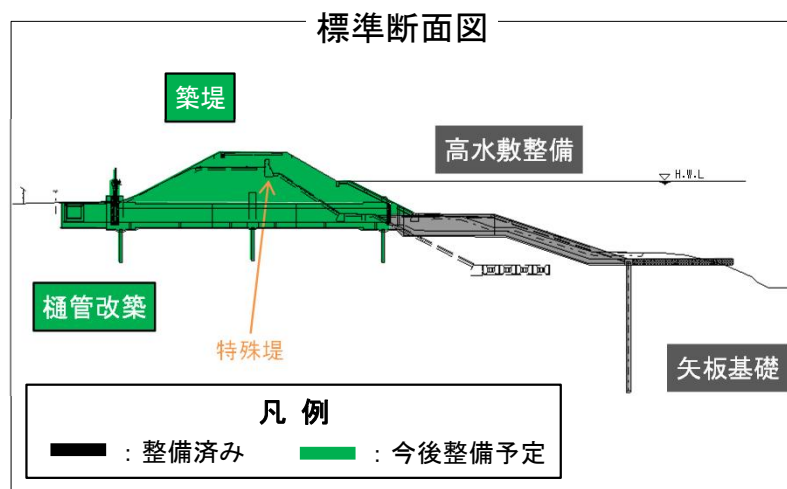 標準断面図
築堤
高水敷整備
H.W.L
樋管改築
特殊堤
矢板基礎
凡 例
：整備済み
：今後整備予定